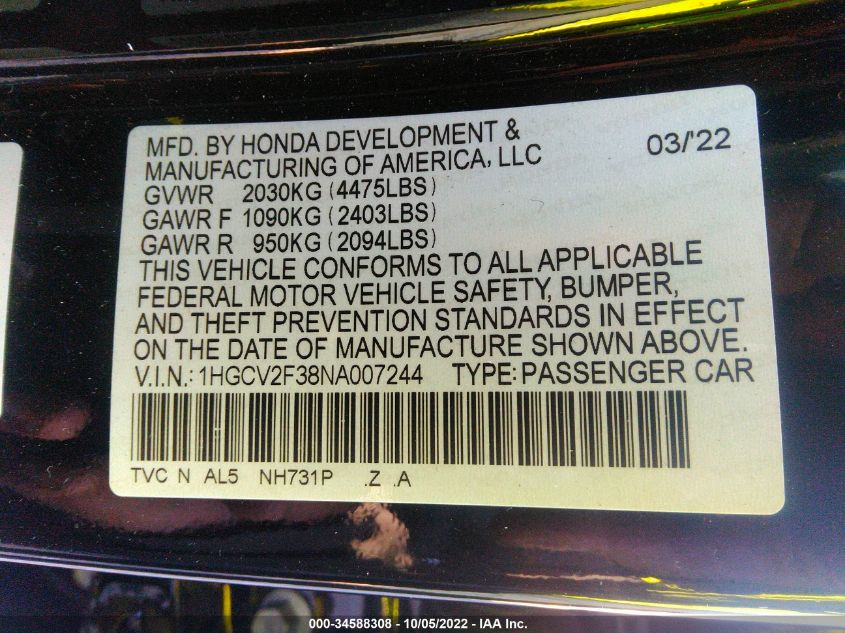 MFD. BY HONDA DEVELOPMENT & 03/'22
MANUFACTURING OF AMERICA, LLC
GVWR 2030KG (4475LBS)
GAWR F 1090KG (2403LBS)
GAWR R 950KG (2094LBS)
THIS VEHICLE CONFORMS TO ALL APPLICABLE
FEDERAL MOTOR VEHICLE SAFETY, BUMPER,
AND THEFT PREVENTION STANDARDS IN EFFECT
ON THE DATE OF MANUFACTURE SHOWN ABOVE.
V.I.N.: 1HGCV2F38NA007244 TYPE: PASSENGER CAR
TVC N AL5 NH731P .Z .A
000-34588308 - 10/05/2022 - IAA Inc.